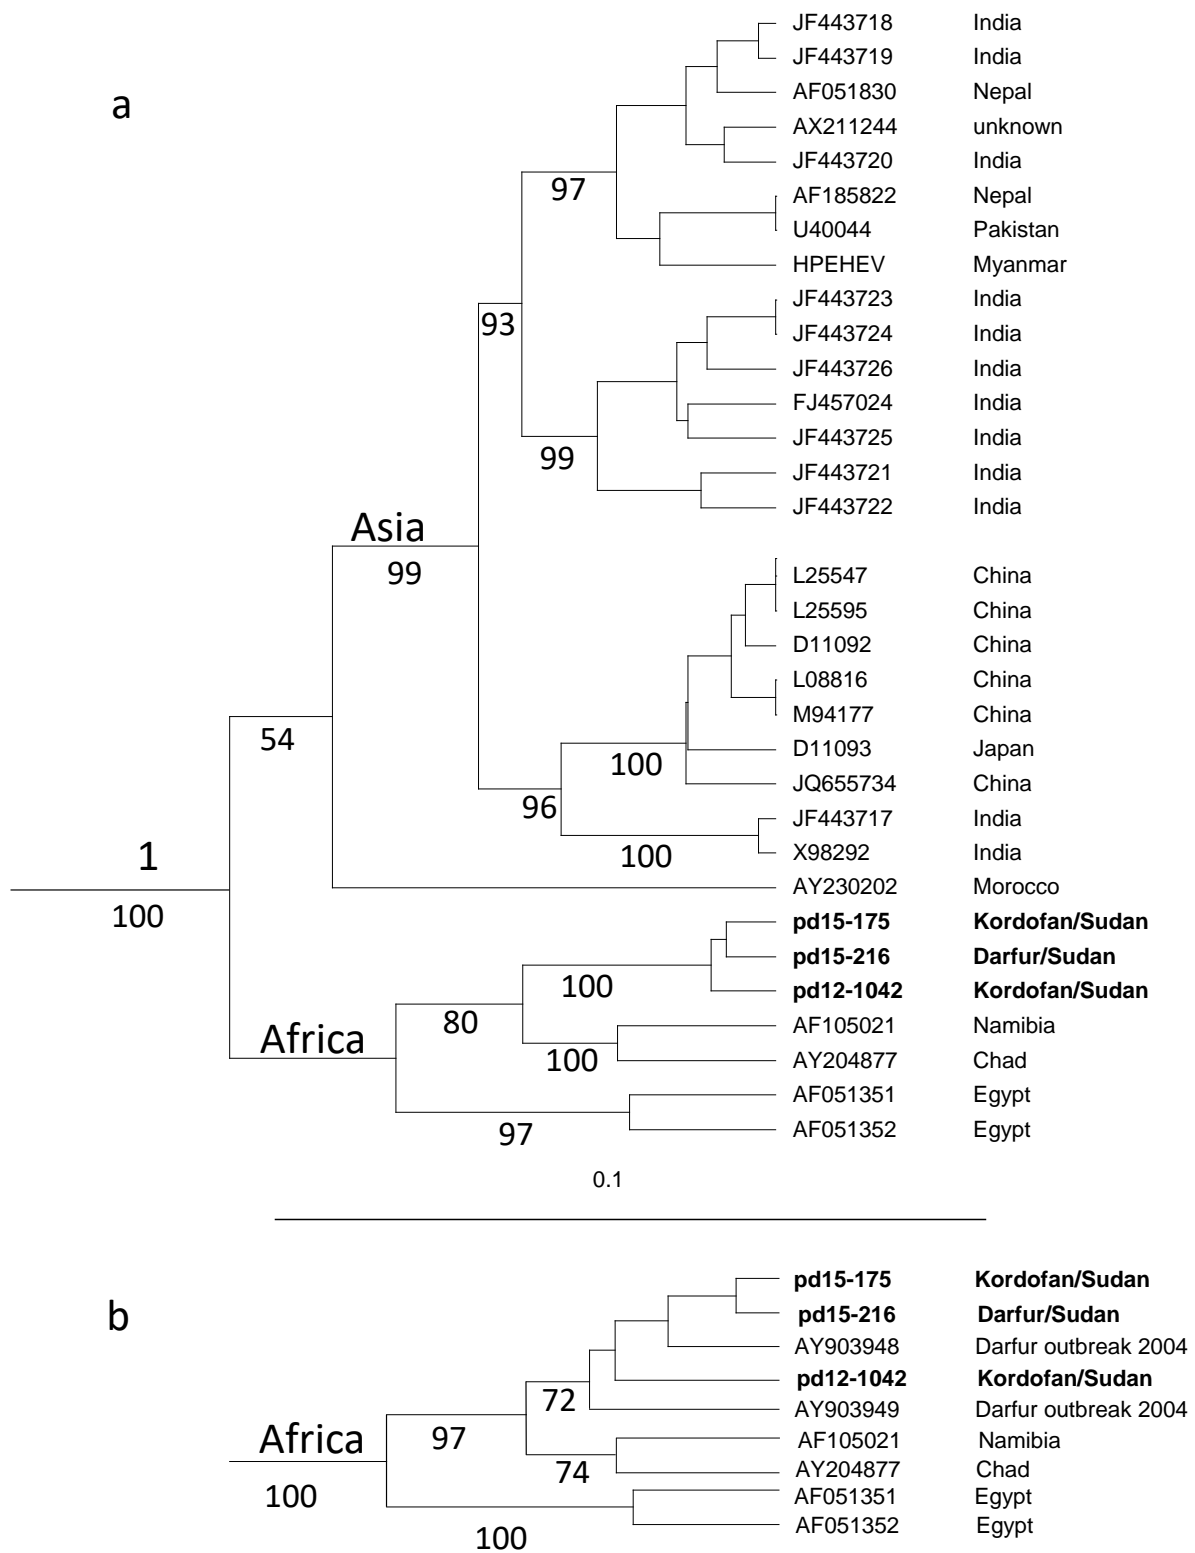 a
JF443718 India
JF443719 India
AF051830 Nepal
AX211244 unknown
JF443720 India
97
AF185822 Nepal
U40044 Pakistan
HPEHEV Myanmar
JF443723 India
93
JF443724 India
JF443726 India
FJ457024 India
JF443725 India
99
JF443721 India
JF443722 India
Asia
99
L25547 China
L25595 China
D11092 China
L08816 China
M94177 China
54
D11093 Japan
100
JQ655734 China
96
JF443717 India
1
X98292 India
100
AY230202 Morocco
100
pd15-175 Kordofan/Sudan
pd15-216 Darfur/Sudan
100
pd12-1042 Kordofan/Sudan
80
AF105021 Namibia
Africa
100
AY204877 Chad
AF051351 Egypt
97
AF051352 Egypt
0.1
b
pd15-175 Kordofan/Sudan
pd15-216 Darfur/Sudan
AY903948 Darfur outbreak 2004
pd12-1042 Kordofan/Sudan
72
AY903949 Darfur outbreak 2004
Africa
97
AF105021 Namibia
74
AY204877 Chad
100
AF051351 Egypt
AF051352 Egypt
100